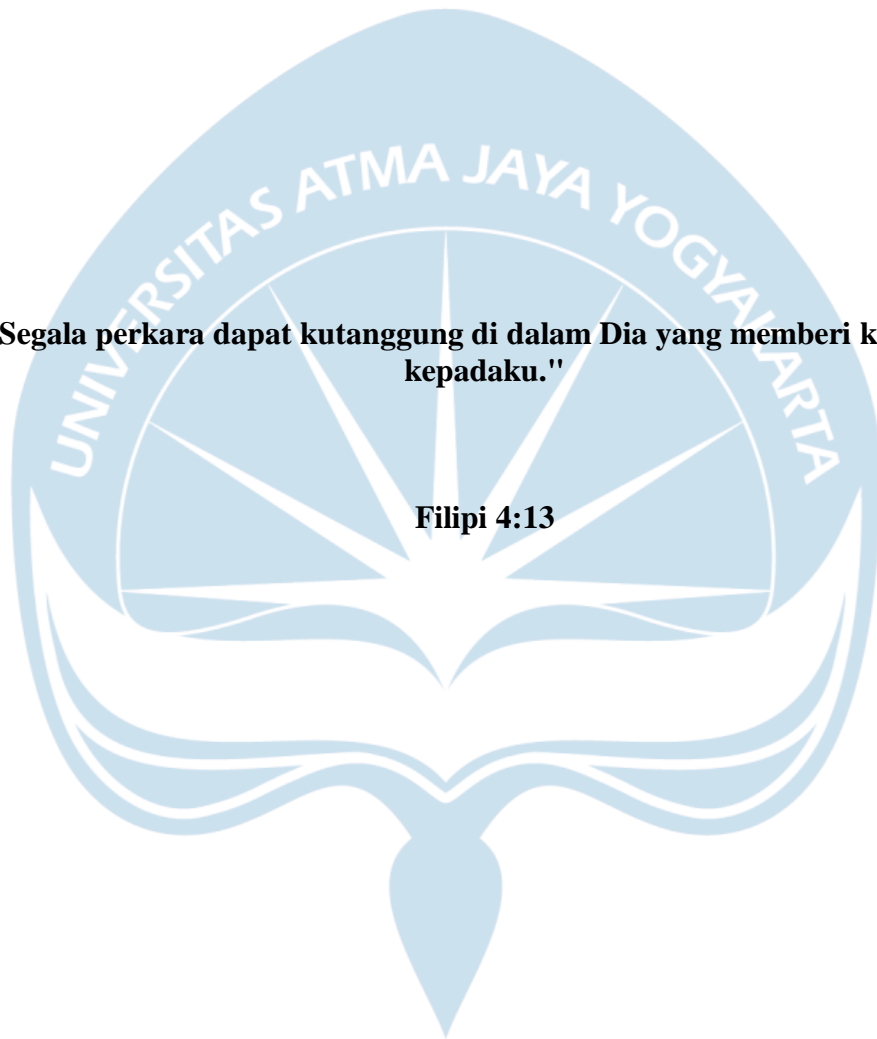 UNIVERSITAS ATMA JAYA YOGYAKARTA
Segala perkara dapat kutanggung di dalam Dia yang memberi k
kepadaku."
Filipi 4:13